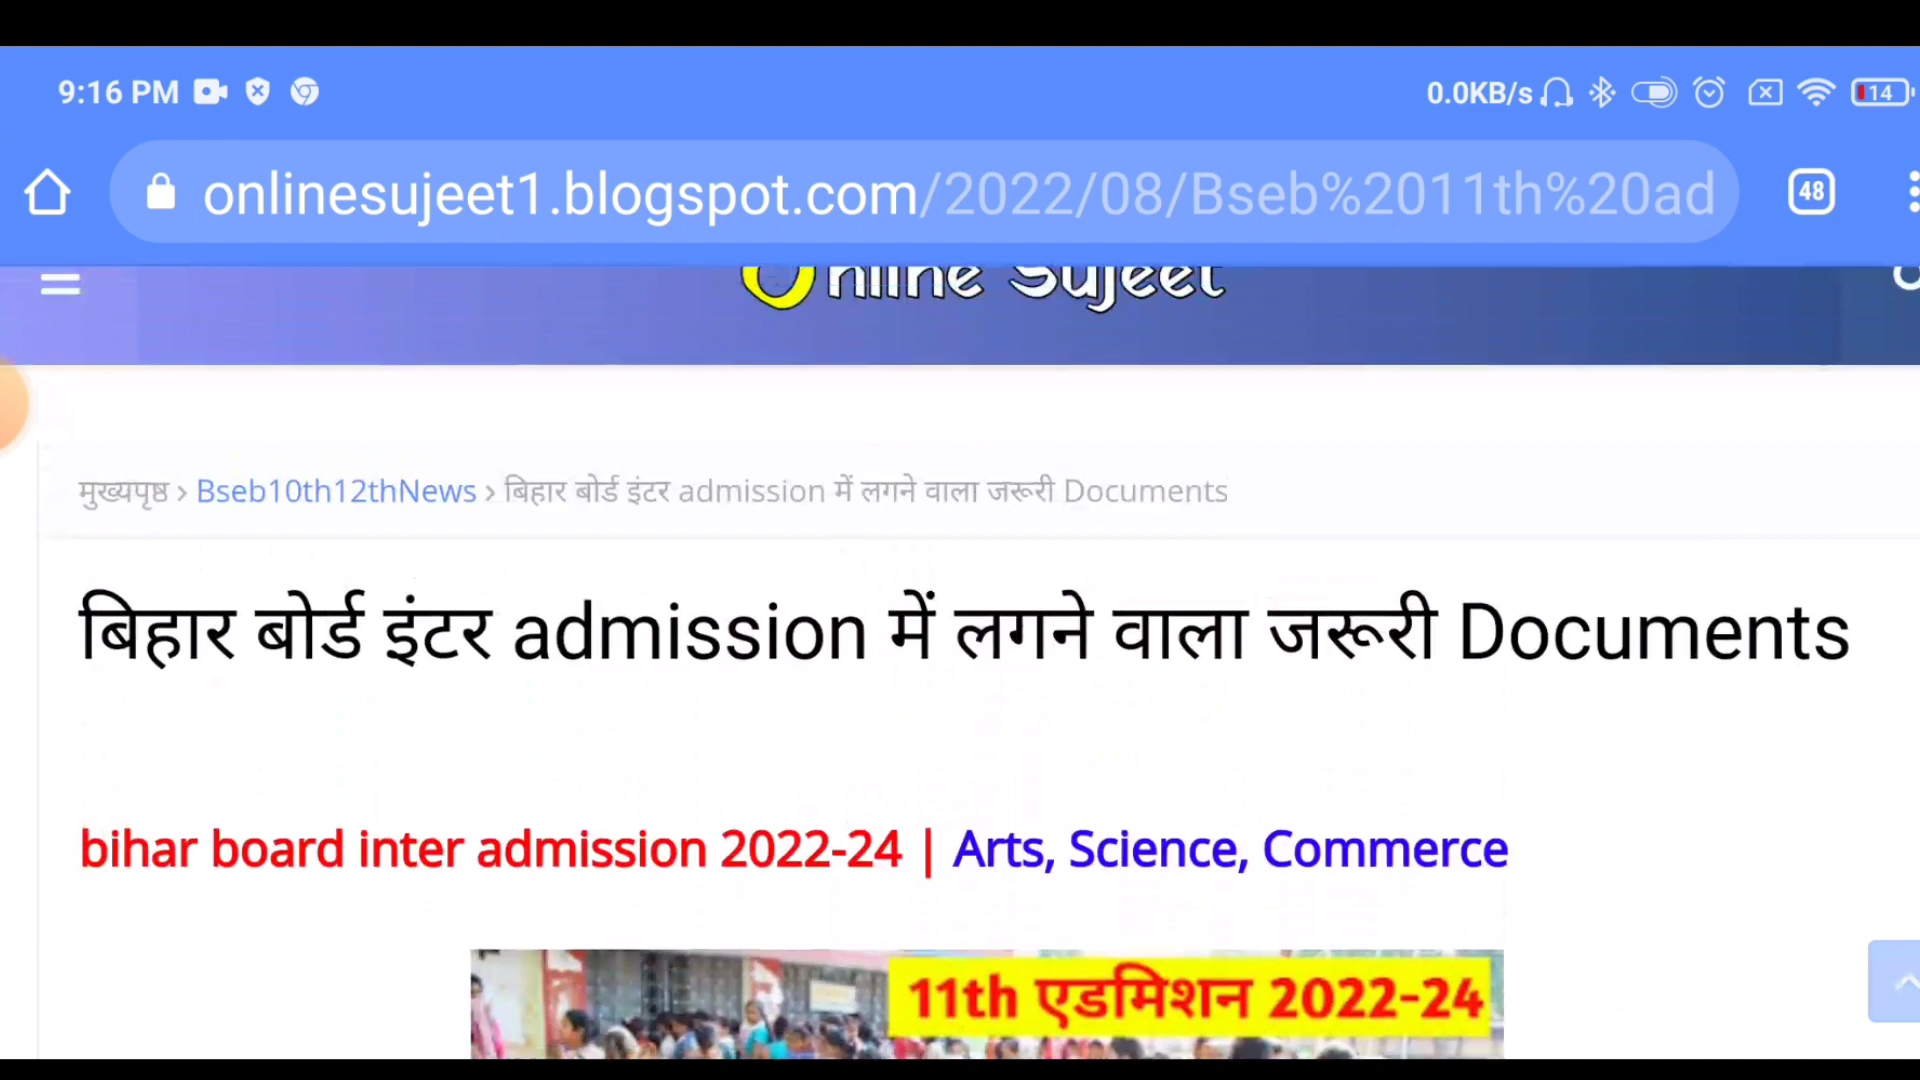 9:16 PM 0.0KB/s 14
onlinesujeet1.blogspot.com/2022/08/Bseb%2011th%20ad 48
Online Sujeet
मुख्यपृष्ठ › Bseb10th12thNews › बिहार बोर्ड इंटर admission में लगने वाला जरूरी Documents
बिहार बोर्ड इंटर admission में लगने वाला जरूरी Documents
bihar board inter admission 2022-24 | Arts, Science, Commerce
11th एडमिशन 2022-24